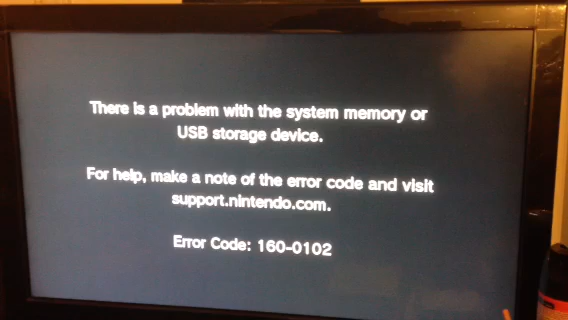 There is a problem with the system memory or
USB storage device.
For help, make a note of the error code and visit
support.nintendo.com.
Error Code: 160-0102